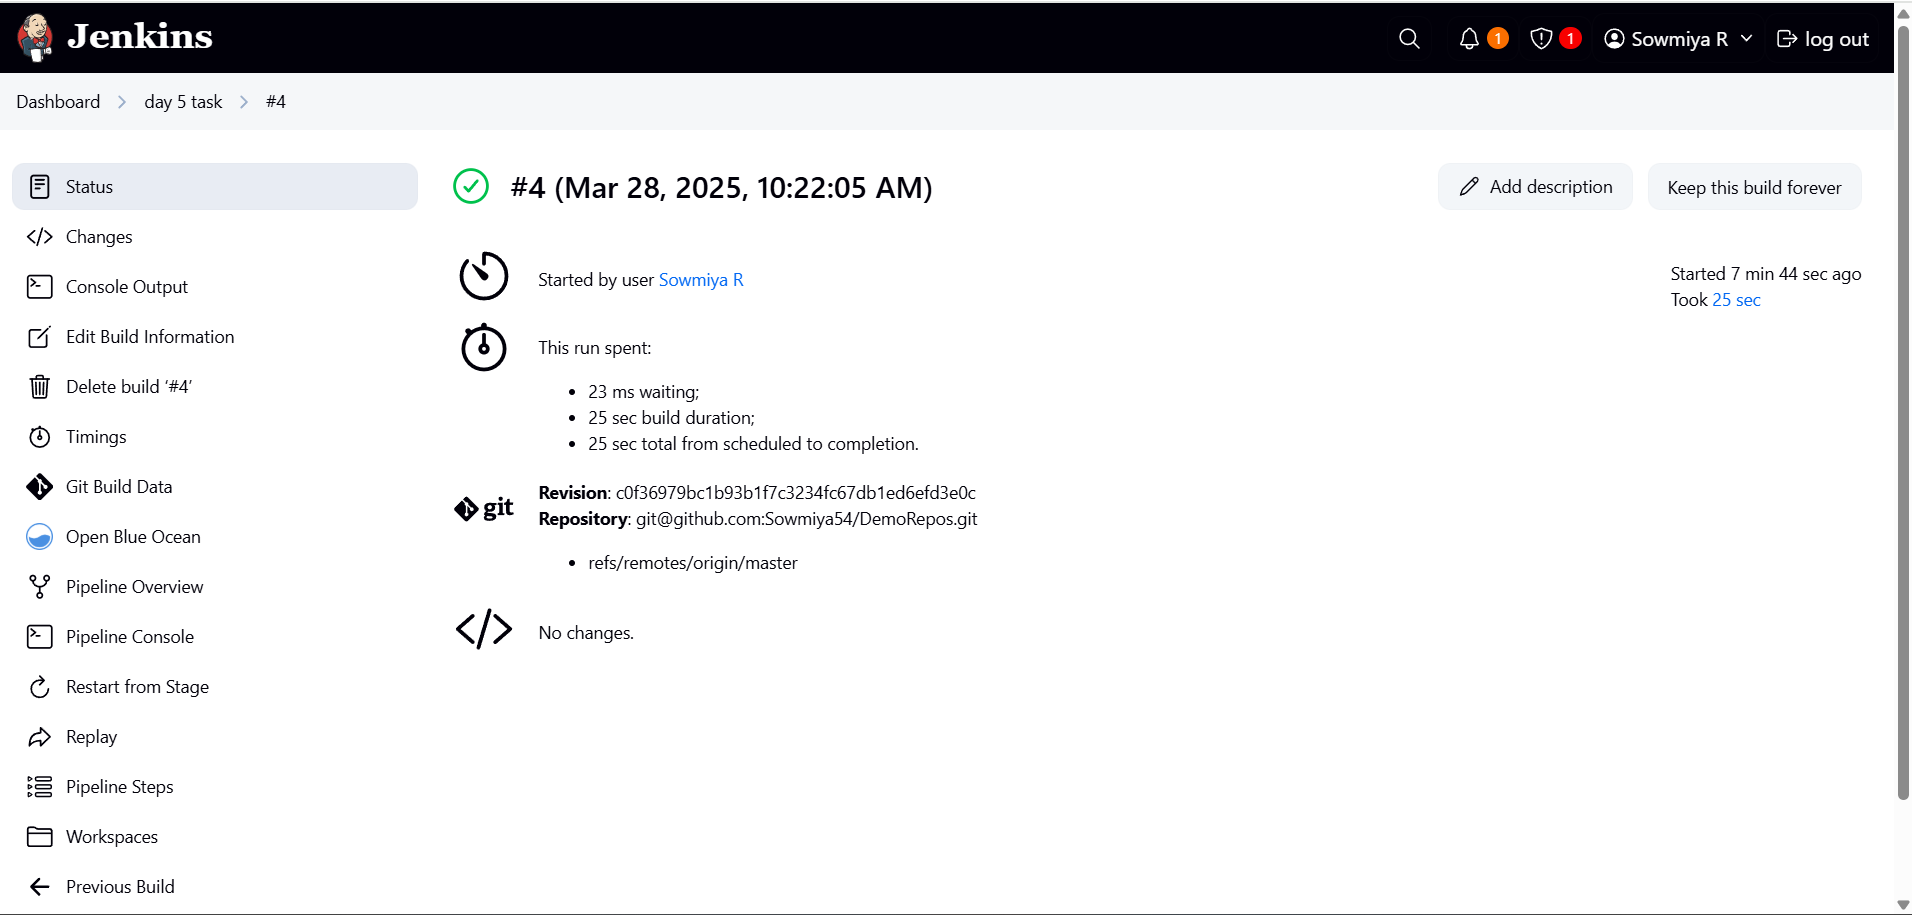 Jenkins
1
1
Sowmiya R
log out
Dashboard
day 5 task
#4
Status
Changes
Console Output
Edit Build Information
Delete build ‘#4’
Timings
Git Build Data
Open Blue Ocean
Pipeline Overview
Pipeline Console
Restart from Stage
Replay
Pipeline Steps
Workspaces
Previous Build
#4 (Mar 28, 2025, 10:22:05 AM)
Add description
Keep this build forever
Started by user Sowmiya R
Started 7 min 44 sec ago
Took 25 sec
This run spent:
23 ms waiting;
25 sec build duration;
25 sec total from scheduled to completion.
git
Revision: c0f36979bc1b93b1f7c3234fc67db1ed6efd3e0c
Repository: git@github.com:Sowmiya54/DemoRepos.git
refs/remotes/origin/master
No changes.